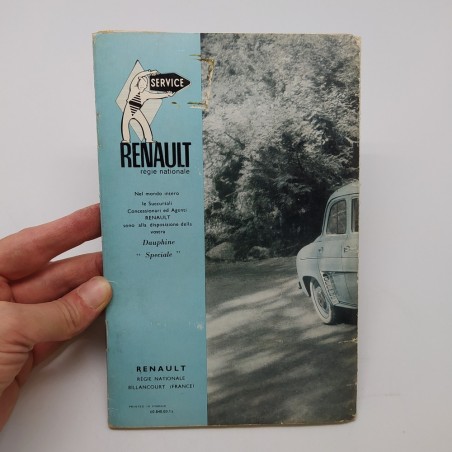 SERVICE
RENAULT
régie nationale
Nel mondo intero
le Succursali
Concessionari ed Agenti
RENAULT
sono alla disposizione della
vostra
Dauphine
" Speciale "
RENAULT
RÉGIE NATIONALE
BILLANCOURT (FRANCE)